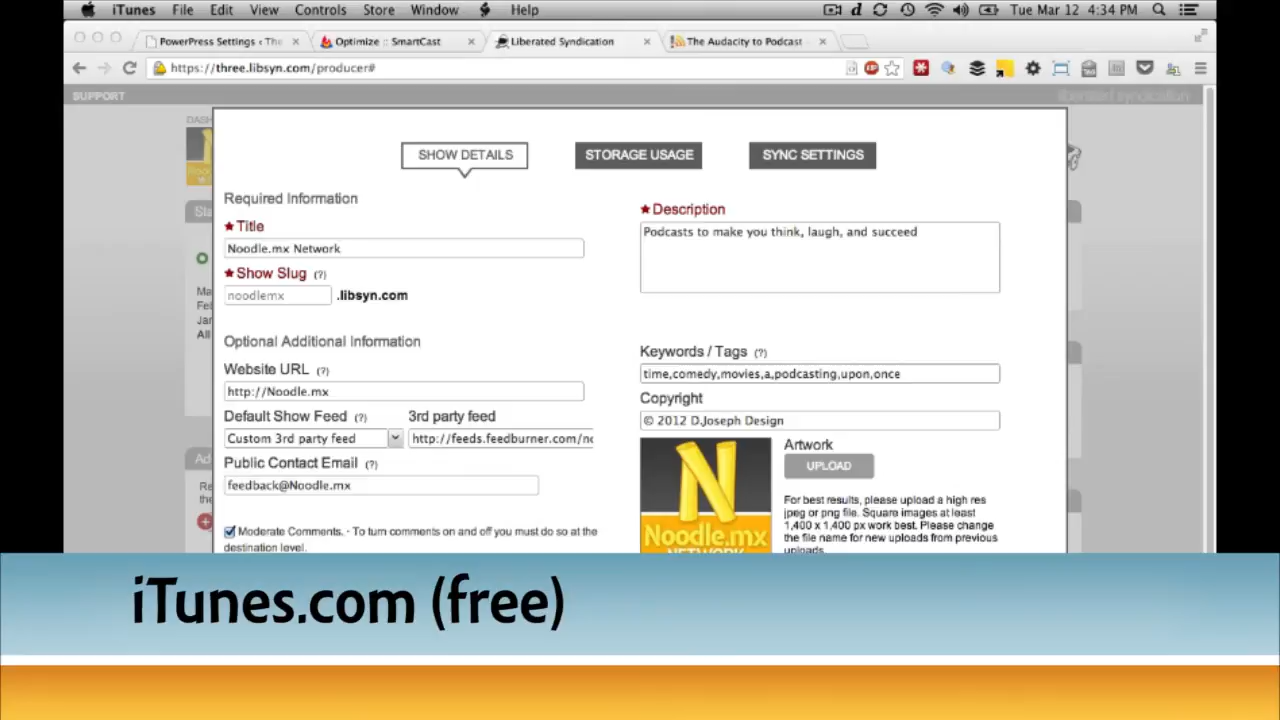 iTunes File Edit View Controls Store Window Help Tue Mar 12 4:34 PM
PowerPress Settings ‹ The Optimize :: SmartCast Liberated Syndication The Audacity to Podcast
https://three.libsyn.com/producer#
SUPPORT liberated syndication
DASH
SHOW DETAILS STORAGE USAGE SYNC SETTINGS
Required Information
★ Title
Noodle.mx Network
★ Show Slug (?)
noodlemx .libsyn.com
★ Description
Podcasts to make you think, laugh, and succeed
Optional Additional Information
Website URL (?)
http://Noodle.mx
Default Show Feed (?) 3rd party feed
Custom 3rd party feed http://feeds.feedburner.com/no
Public Contact Email (?)
feedback@Noodle.mx
Moderate Comments. - To turn comments on and off you must do so at the
destination level.
Keywords / Tags (?)
time,comedy,movies,a,podcasting,upon,once
Copyright
© 2012 D.Joseph Design
Artwork
UPLOAD
For best results, please upload a high res
jpeg or png file. Square images at least
1,400 x 1,400 px work best. Please change
the file name for new uploads from previous
uploads.
Noodle.mx
NETWORK
iTunes.com (free)